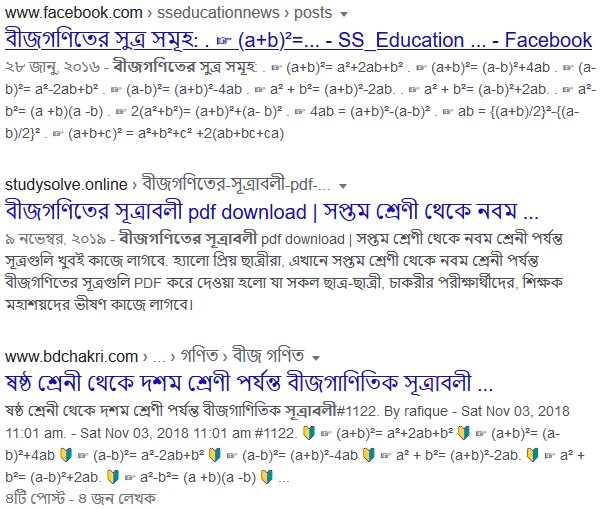 www.facebook.com › sseducationnews › posts
বীজগণিতের সুত্র সমূহ: . ☞ (a+b)²=... - SS_Education ... - Facebook
২৮ জানু, ২০১৬ - বীজগণিতের সুত্র সমূহ: . ☞ (a+b)²= a²+2ab+b² . ☞ (a+b)²= (a-b)²+4ab . ☞ (a-
b)²= a²-2ab+b² . ☞ (a-b)²= (a+b)²-4ab . ☞ a² + b²= (a+b)²-2ab. . ☞ a² + b²= (a-b)²+2ab. . ☞ a²-
b²= (a +b)(a -b) . ☞ 2(a²+b²)= (a+b)²+(a- b)² . ☞ 4ab = (a+b)²-(a-b)² . ☞ ab = {(a+b)/2}²-{(a-
b)/2}² . ☞ (a+b+c)² = a²+b²+c² +2(ab+bc+ca)
studysolve.online › বীজগণিতের-সূত্রাবলী-pdf-...
বীজগণিতের সূত্রাবলী pdf download | সপ্তম শ্রেণী থেকে নবম ...
৯ নভেম্বর, ২০১৯ - বীজগণিতের সূত্রাবলী pdf download | সপ্তম শ্রেণী থেকে নবম শ্রেনী পর্যন্ত
সূত্রগুলি খুবই কাজে লাগবে. হ্যালো প্রিয় ছাত্রীরা, এখানে সপ্তম শ্রেণী থেকে নবম শ্রেনী পর্যন্ত
বীজগণিতের সূত্রগুলি PDF করে দেওয়া হলো যা সকল ছাত্র-ছাত্রী, চাকরীর পরীক্ষার্থীদের, শিক্ষক
মহাশয়দের ভীষণ কাজে লাগবে।
www.bdchakri.com › ... › গণিত › বীজ গণিত
ষষ্ঠ শ্রেনী থেকে দশম শ্রেণী পর্যন্ত বীজগাণিতিক সূত্রাবলী ...
ষষ্ঠ শ্রেনী থেকে দশম শ্রেণী পর্যন্ত বীজগাণিতিক সূত্রাবলী#1122. By rafique - Sat Nov 03, 2018
11:01 am. - Sat Nov 03, 2018 11:01 am #1122. 🔰 ☞ (a+b)²= a²+2ab+b² 🔰 ☞ (a+b)²= (a-
b)²+4ab 🔰 ☞ (a-b)²= a²-2ab+b² 🔰 ☞ (a-b)²= (a+b)²-4ab 🔰 ☞ a² + b²= (a+b)²-2ab. 🔰 ☞ a² +
b²= (a-b)²+2ab. 🔰 ☞ a²-b²= (a +b)(a -b) 🔰 ...
৪টি পোস্ট - ৪ জন লেখক